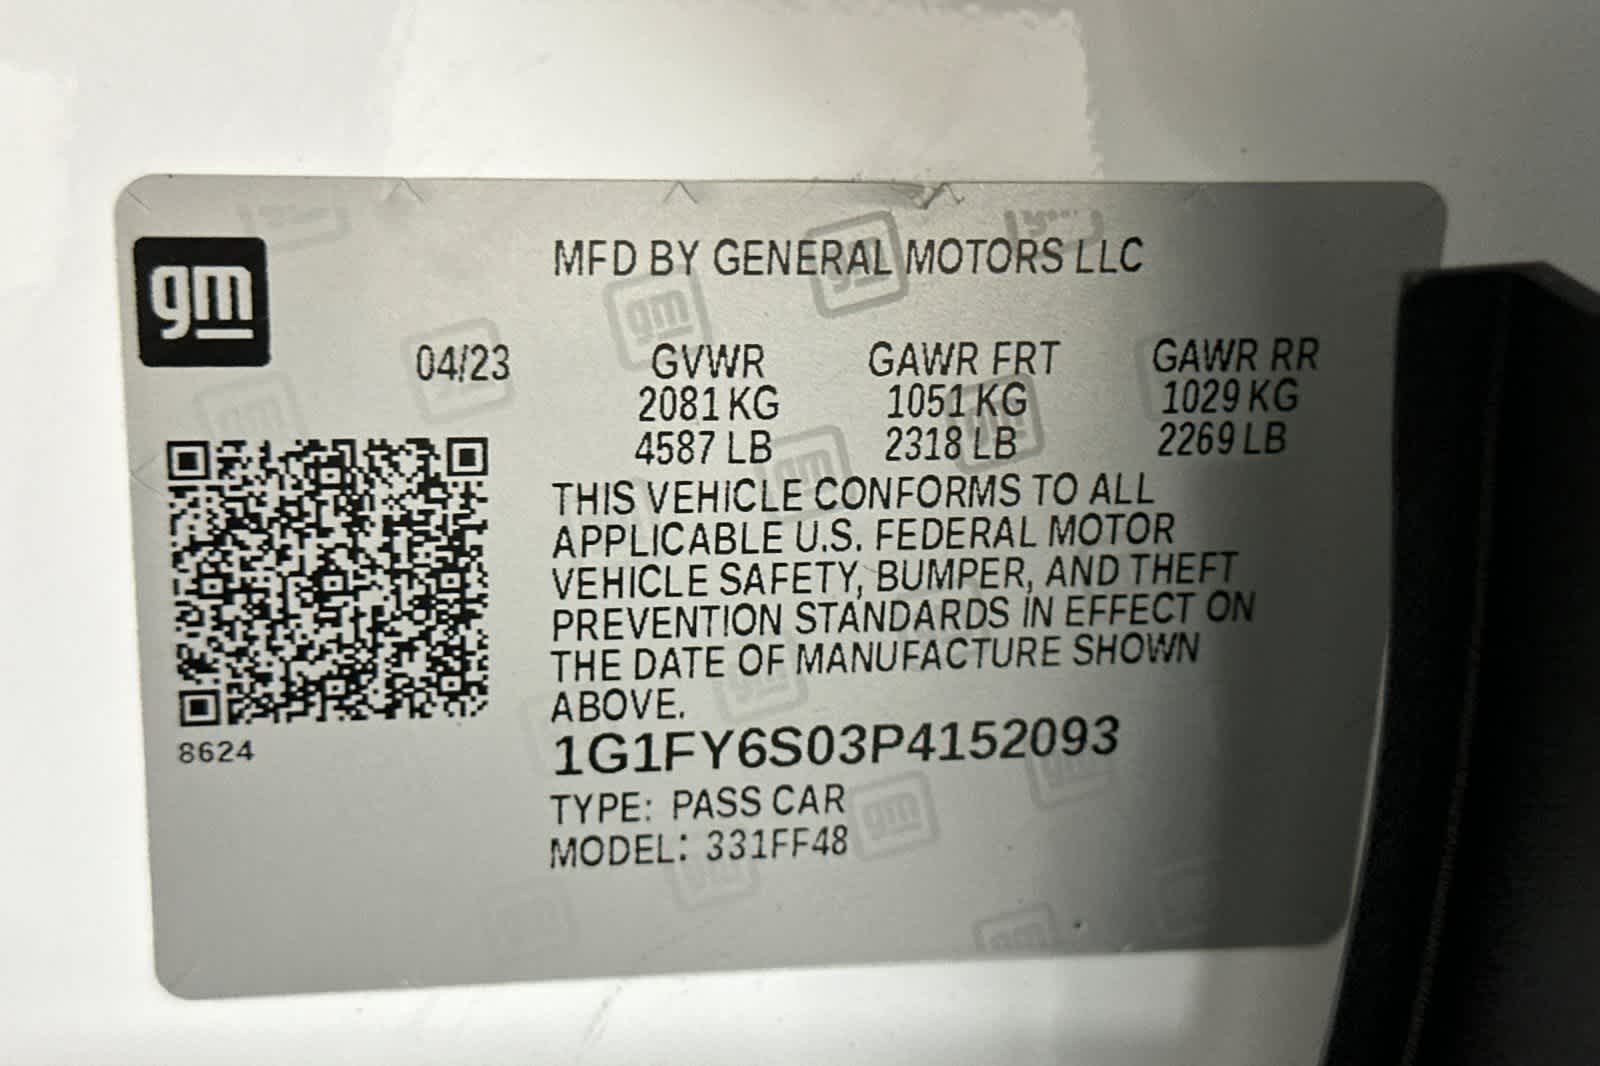 gm
MFD BY GENERAL MOTORS LLC
04/23 GVWR GAWR FRT GAWR RR
2081 KG 1051 KG 1029 KG
4587 LB 2318 LB 2269 LB
THIS VEHICLE CONFORMS TO ALL
APPLICABLE U.S. FEDERAL MOTOR
VEHICLE SAFETY, BUMPER, AND THEFT
PREVENTION STANDARDS IN EFFECT ON
THE DATE OF MANUFACTURE SHOWN
ABOVE.
8624
1G1FY6S03P4152093
TYPE: PASS CAR
MODEL: 331FF48